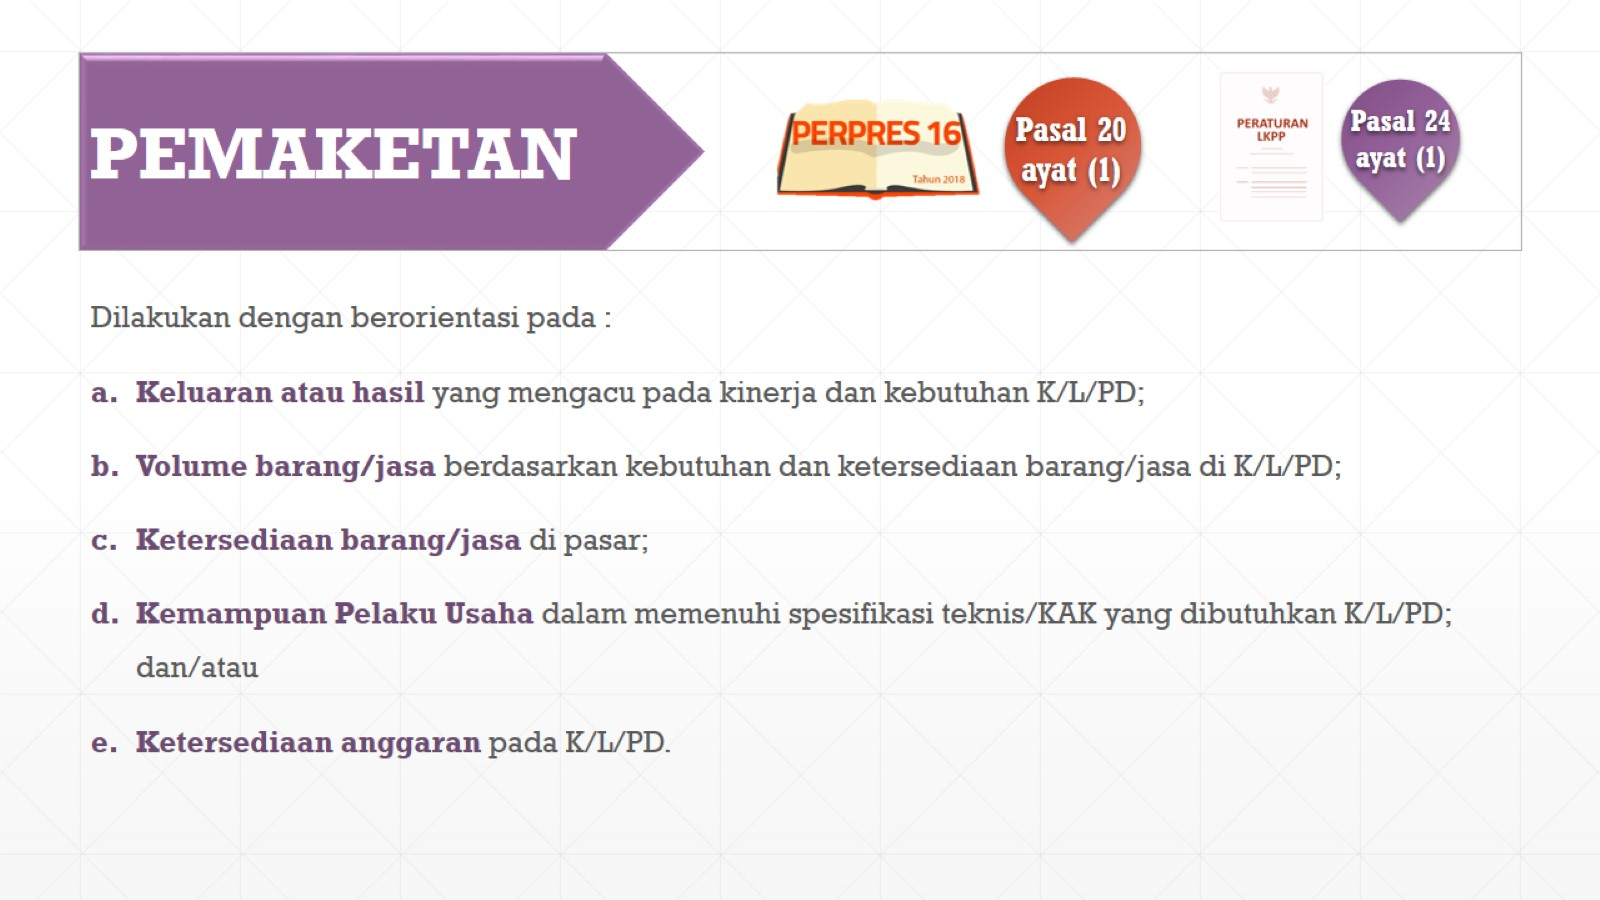 PEMAKETAN
PERPRES 16
Tahun 2018
Pasal 20
ayat (1)
PERATURAN
LKPP
Pasal 24
ayat (1)
Dilakukan dengan berorientasi pada :
a. Keluaran atau hasil yang mengacu pada kinerja dan kebutuhan K/L/PD;
b. Volume barang/jasa berdasarkan kebutuhan dan ketersediaan barang/jasa di K/L/PD;
c. Ketersediaan barang/jasa di pasar;
d. Kemampuan Pelaku Usaha dalam memenuhi spesifikasi teknis/KAK yang dibutuhkan K/L/PD;
dan/atau
e. Ketersediaan anggaran pada K/L/PD.